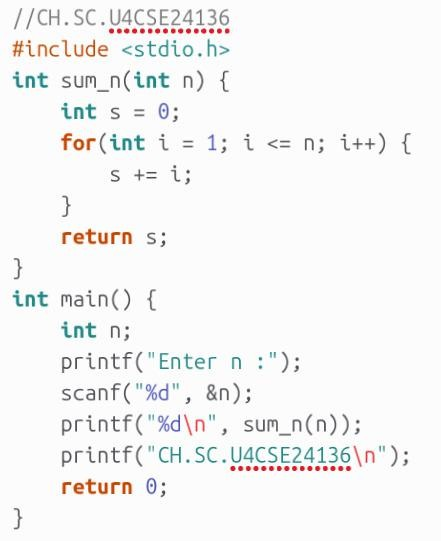 //CH.SC.U4CSE24136
#include <stdio.h>
int sum_n(int n) {
    int s = 0;
    for(int i = 1; i <= n; i++) {
        s += i;
    }
    return s;
}
int main() {
    int n;
    printf("Enter n :");
    scanf("%d", &n);
    printf("%d\n", sum_n(n));
    printf("CH.SC.U4CSE24136\n");
    return 0;
}